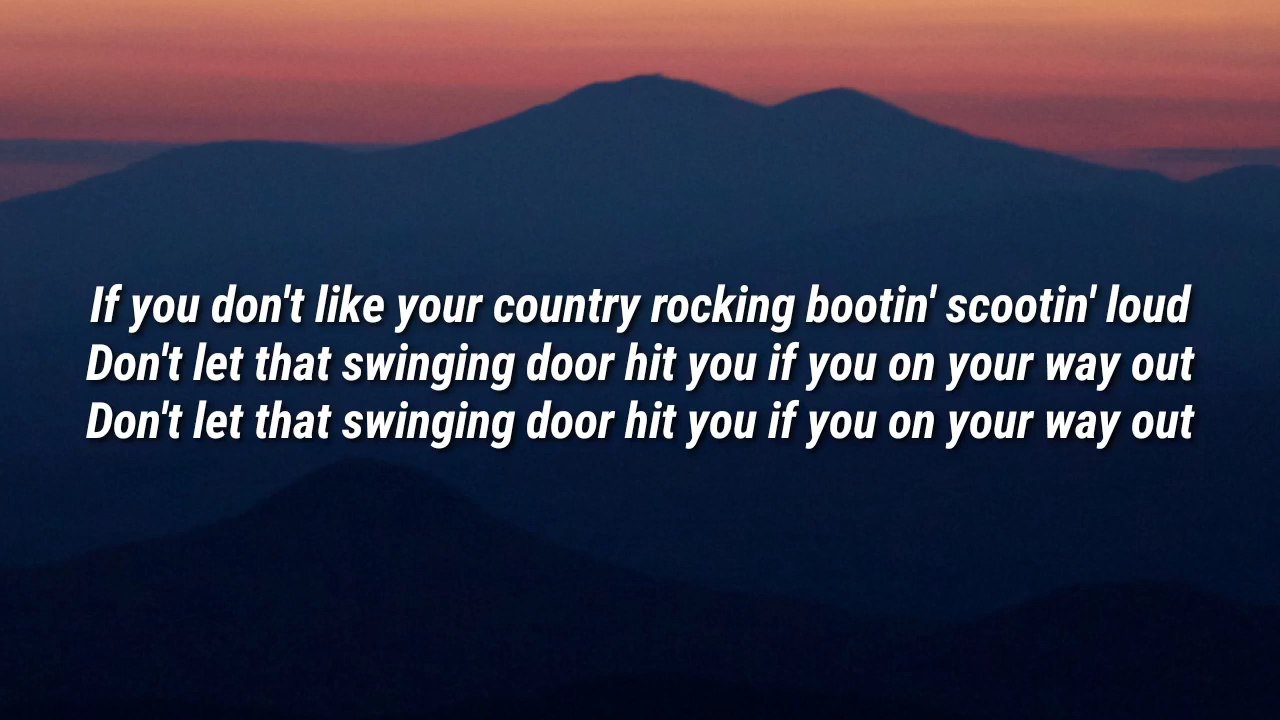 If you don't like your country rocking bootin' scootin' loud
Don't let that swinging door hit you if you on your way out
Don't let that swinging door hit you if you on your way out